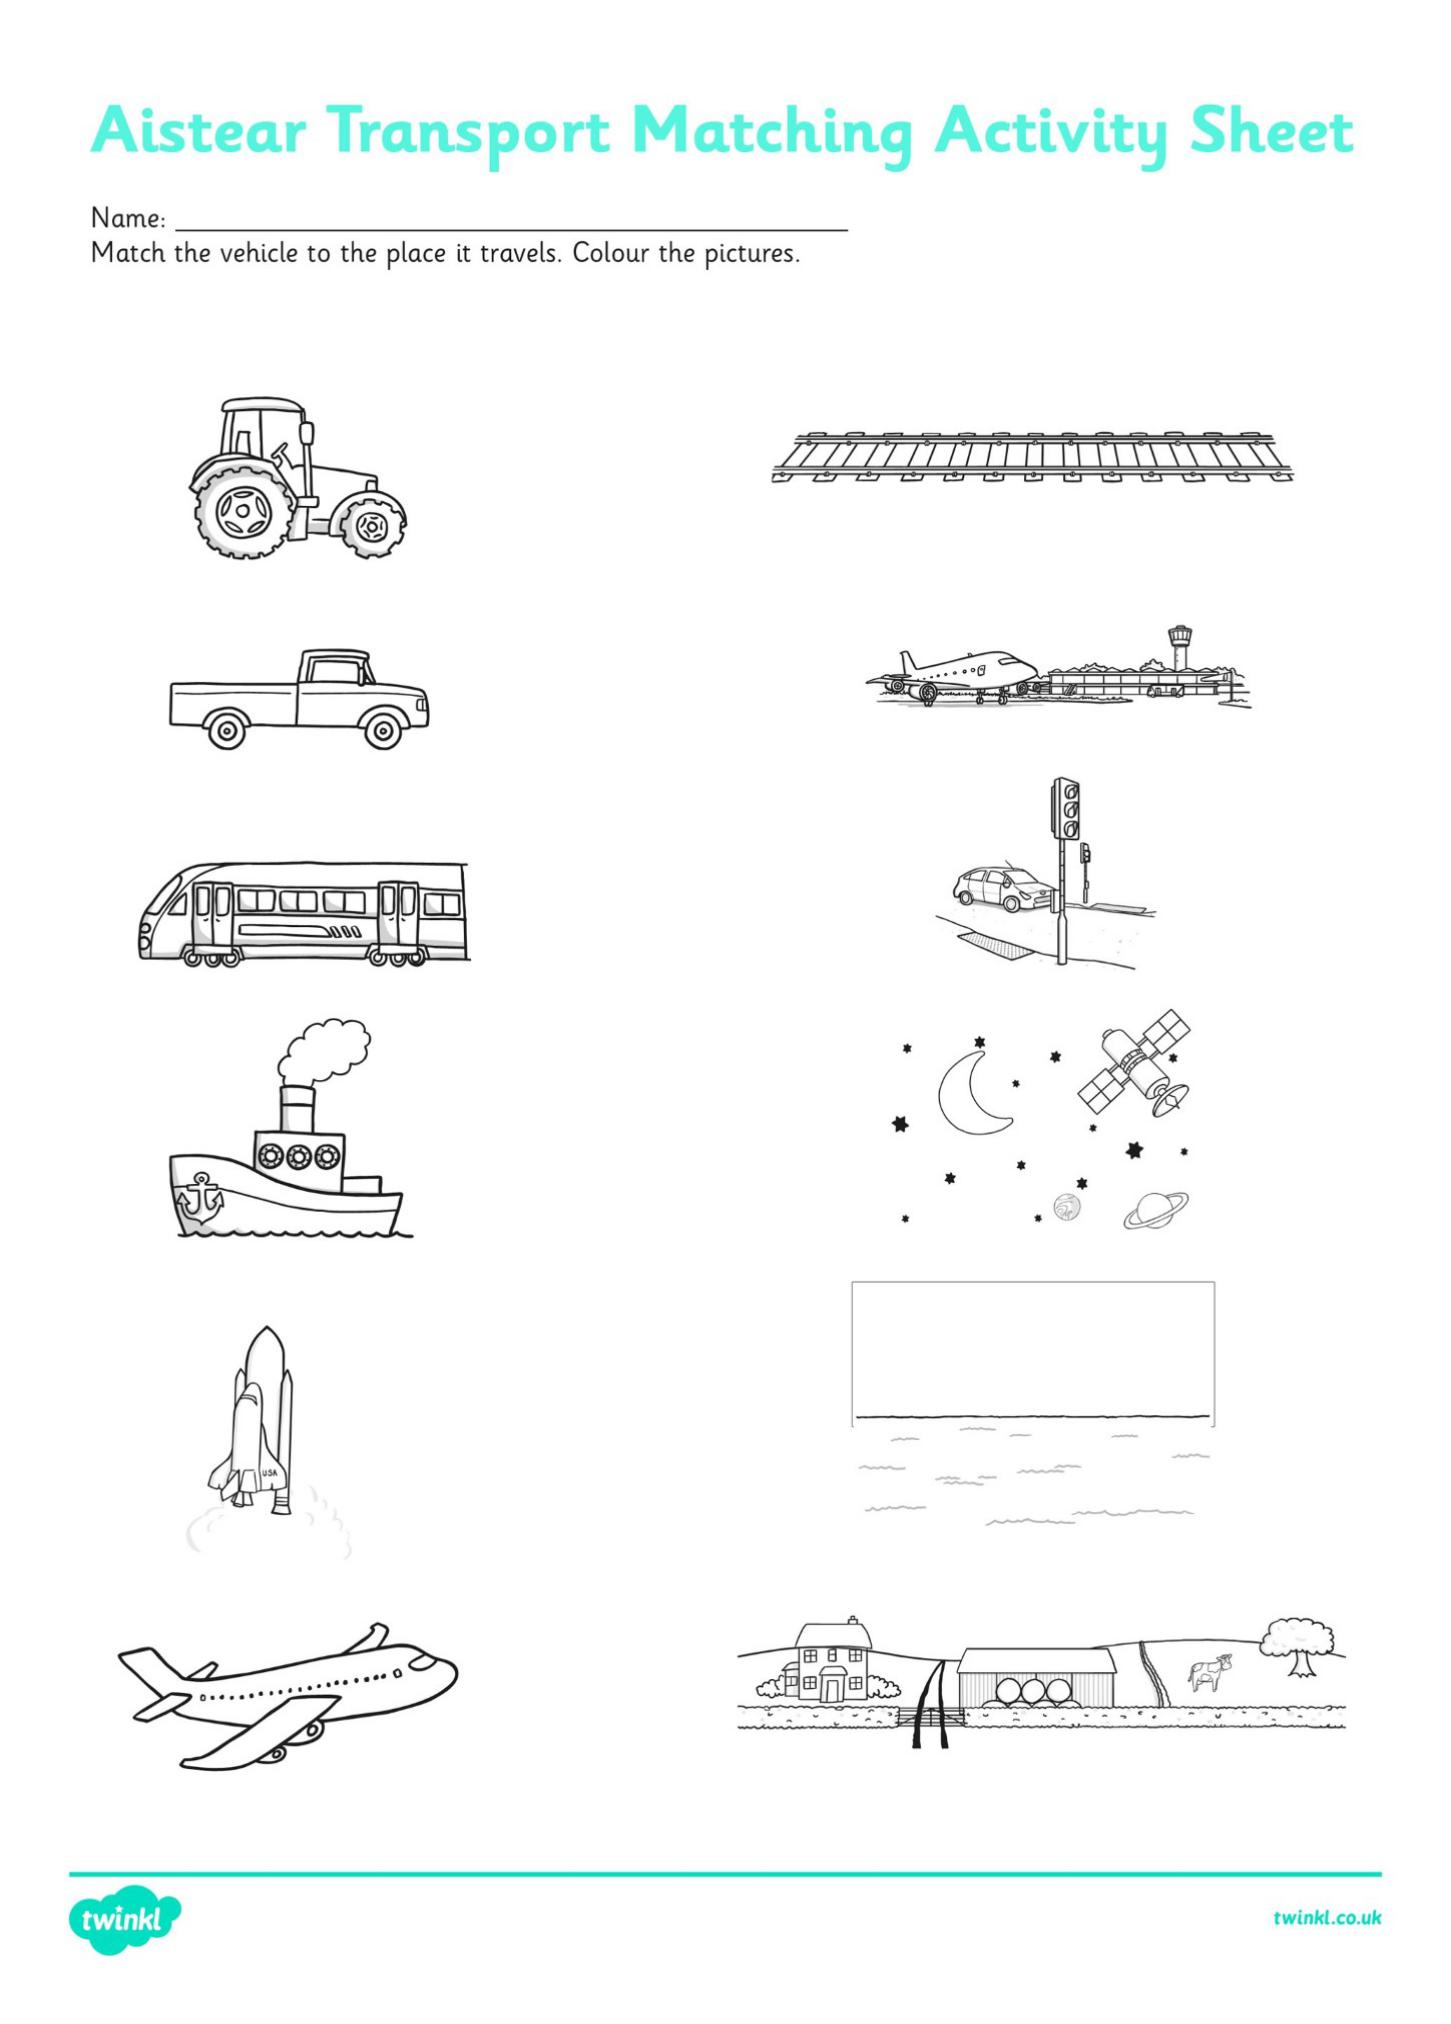 Aistear Transport Matching Activity Sheet
Name:
Match the vehicle to the place it travels. Colour the pictures.
USA
twinkl
twinkl.co.uk